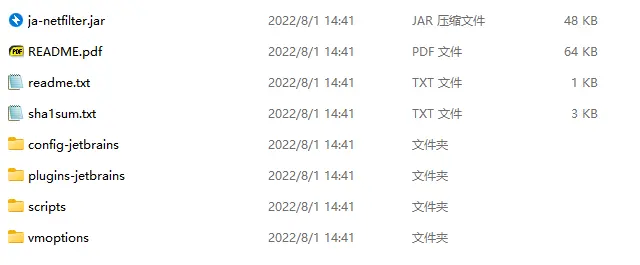 ja-netfilter.jar 2022/8/1 14:41 JAR 压缩文件 48 KB
PDF README.pdf 2022/8/1 14:41 PDF 文件 64 KB
readme.txt 2022/8/1 14:41 TXT 文件 1 KB
sha1sum.txt 2022/8/1 14:41 TXT 文件 3 KB
config-jetbrains 2022/8/1 14:41 文件夹
plugins-jetbrains 2022/8/1 14:41 文件夹
scripts 2022/8/1 14:41 文件夹
vmoptions 2022/8/1 14:41 文件夹